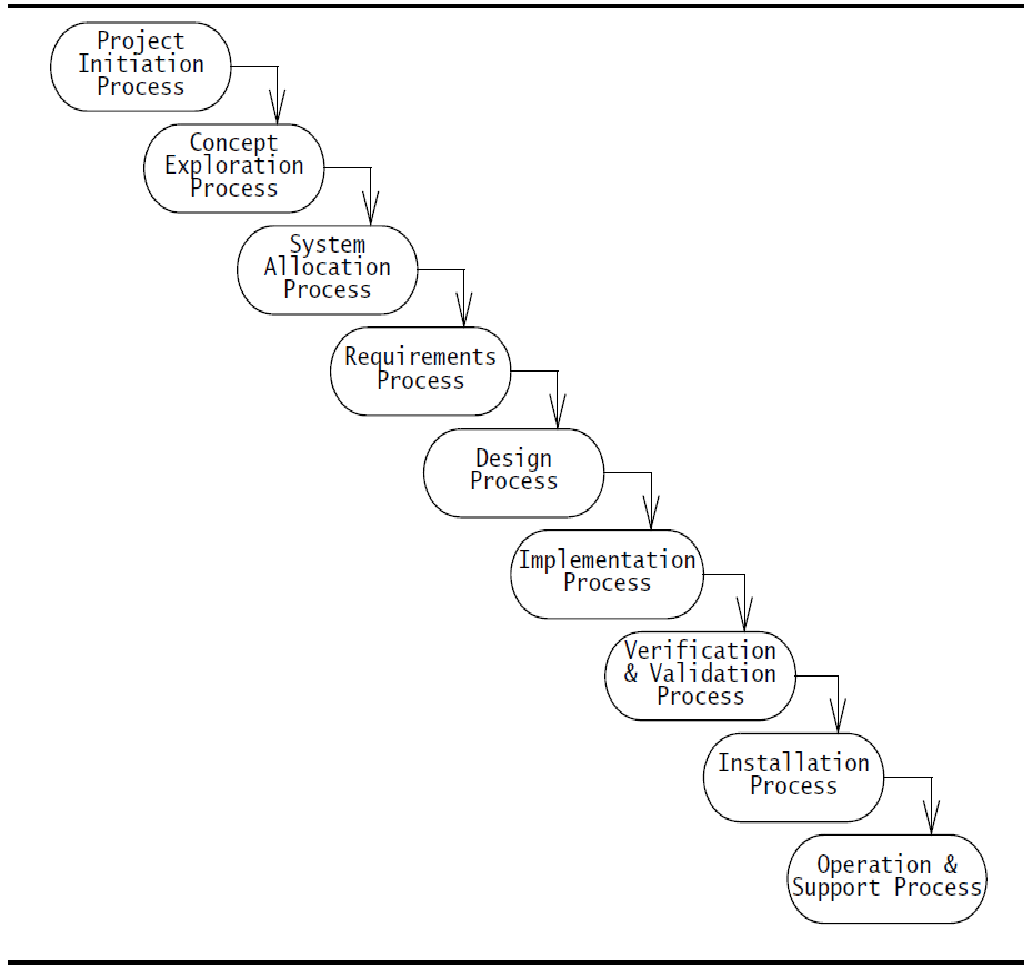 Project
Initiation
Process
Concept
Exploration
Process
System
Allocation
Process
Requirements
Process
Design
Process
Implementation
Process
Verification
& Validation
Process
Installation
Process
Operation &
Support Process